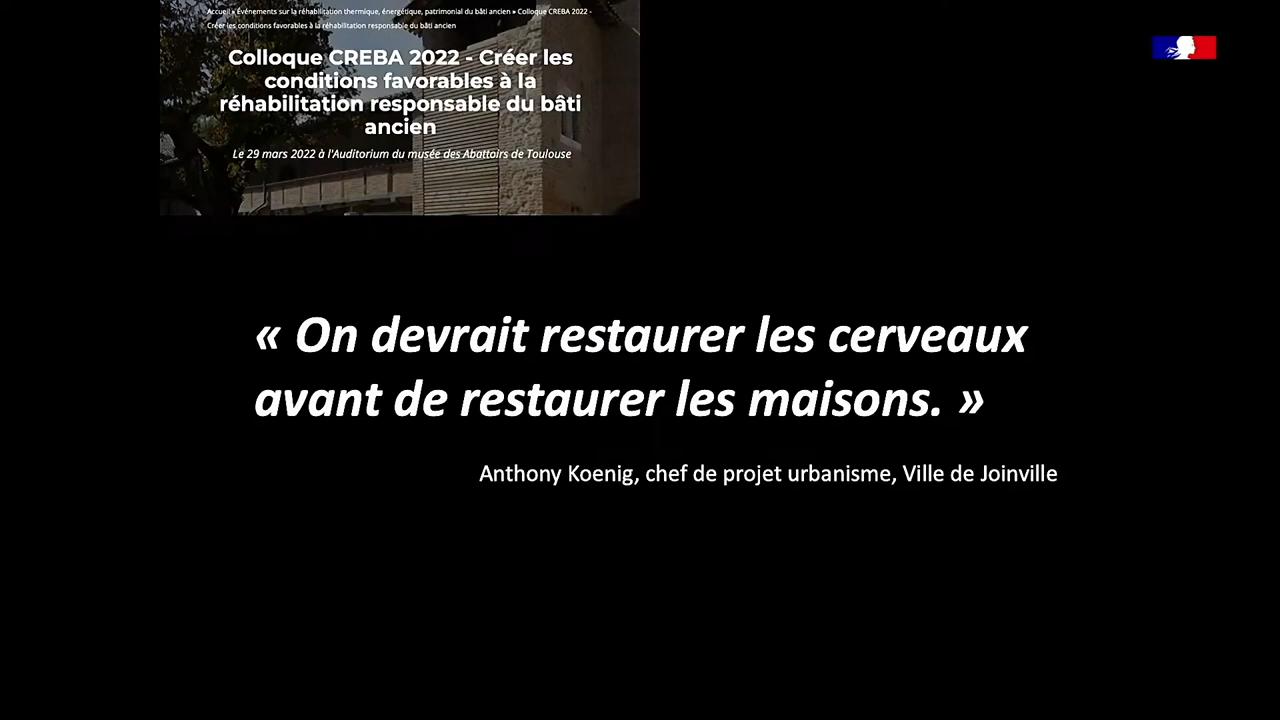 Accueil » Événements sur la réhabilitation thermique, énergétique, patrimonial du bâti ancien » Colloque CREBA 2022 -
Créer les conditions favorables à la réhabilitation responsable du bâti ancien
Colloque CREBA 2022 - Créer les
conditions favorables à la
réhabilitation responsable du bâti
ancien
Le 29 mars 2022 à l'Auditorium du musée des Abattoirs de Toulouse
« On devrait restaurer les cerveaux
avant de restaurer les maisons. »
Anthony Koenig, chef de projet urbanisme, Ville de Joinville